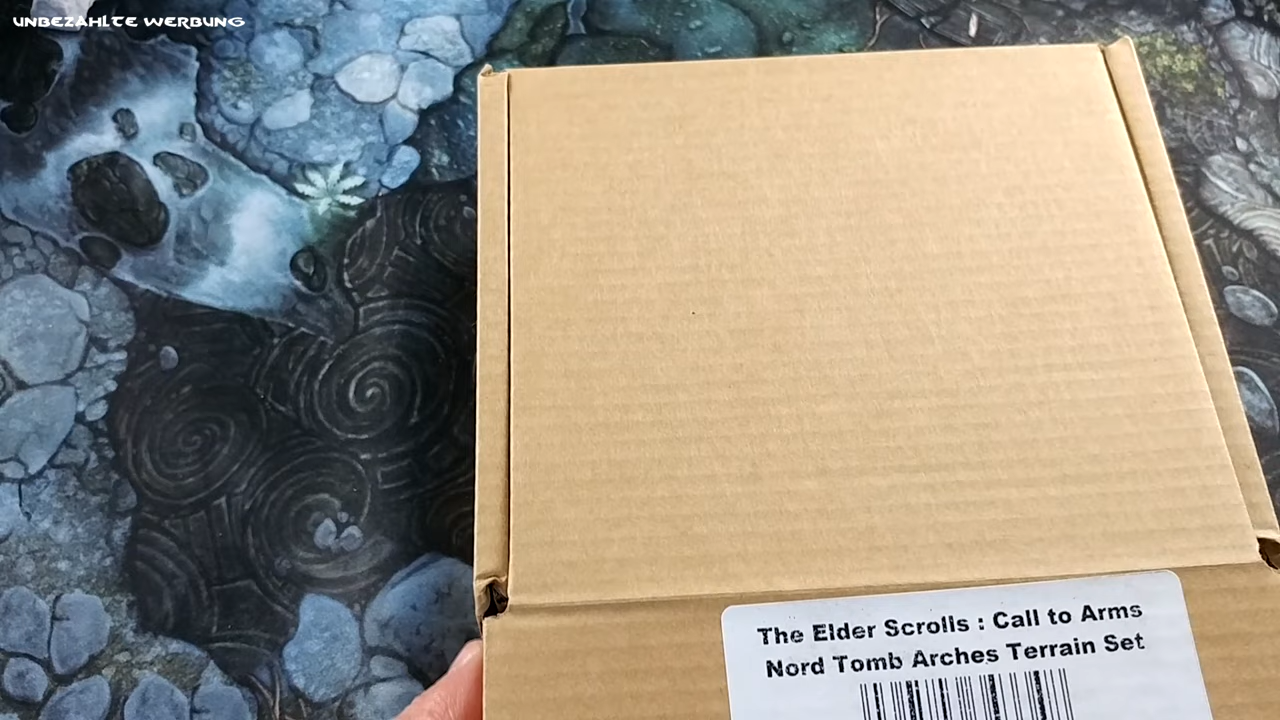 UNBEZAHLTE WERBUNG
The Elder Scrolls : Call to Arms
Nord Tomb Arches Terrain Set